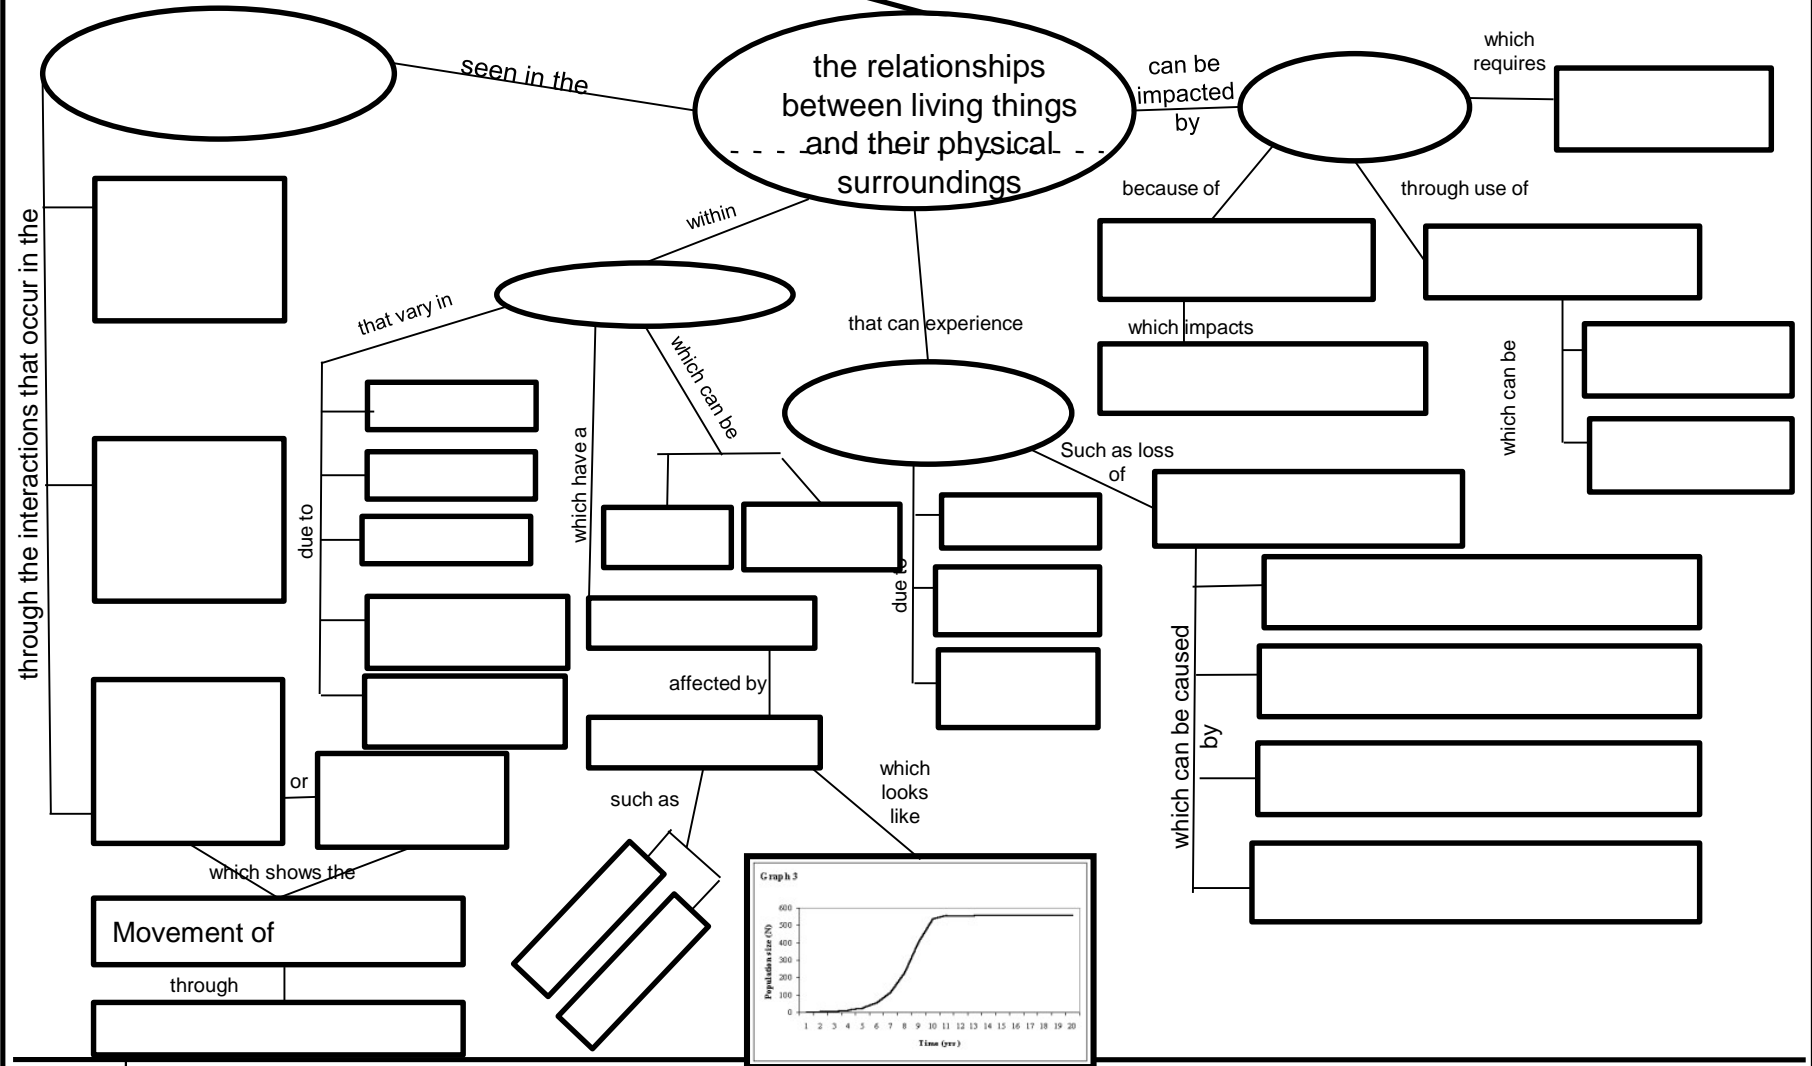 the relationships
between living things
and their physical
surroundings
seen in the
can be
impacted
by
which
requires
because of
through use of
which impacts
which can be
within
that can experience
that vary in
which can be
which have a
due to
through the interactions that occur in the
Such as loss
of
due to
which can be caused
by
affected by
such as
which
looks
like
or
which shows the
Movement of
through
Graph 3
Population size (N)
600
500
400
300
200
100
0
1 2 3 4 5 6 7 8 9 10 11 12 13 14 15 16 17 18 19 20
Time (yrs)